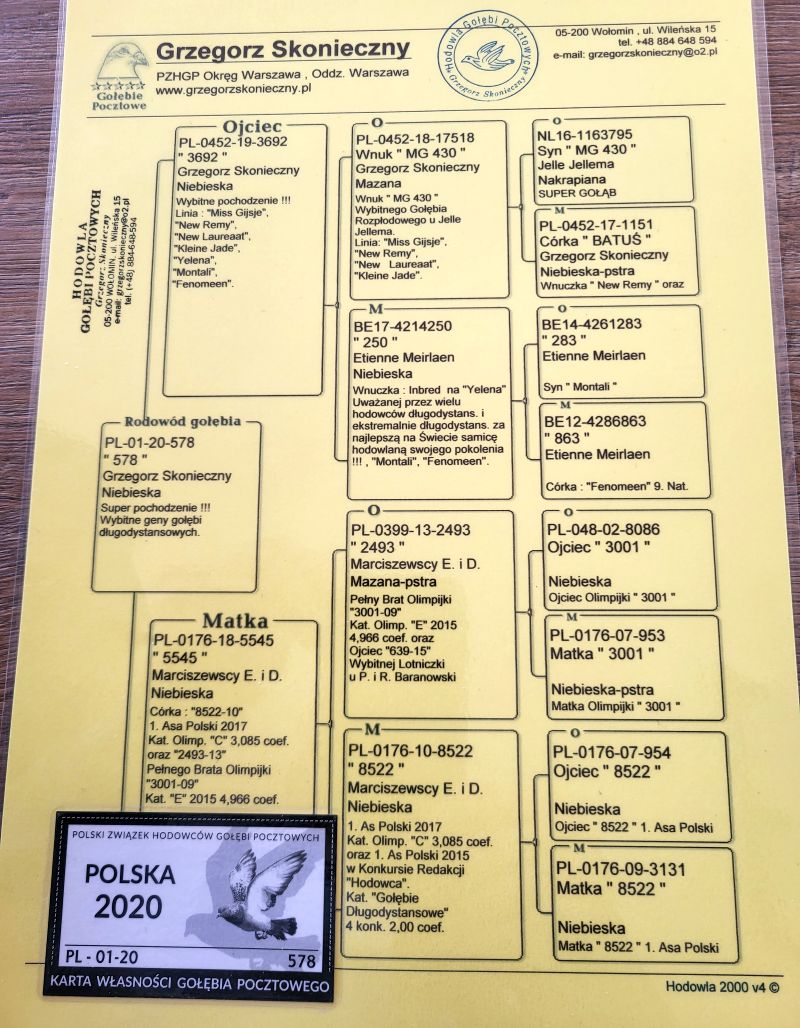 Gołębie
Pocztowe
Grzegorz Skonieczny
PZHGP Okręg Warszawa , Oddz. Warszawa
www.grzegorzskonieczny.pl
Hodowla Gołębi Pocztowych
Grzegorz Skonieczny
05-200 Wołomin , ul. Wileńska 15
tel. +48 884 648 594
e-mail: grzegorzskonieczny@o2.pl
HODOWLA
GOŁĘBI POCZTOWYCH
Grzegorz Skonieczny
05-200 WOŁOMIN, ul. Wileńska 15
e-mail: grzegorzskonieczny@o2.pl
tel. (+48) 884-648-594
Rodowód gołębia
PL-01-20-578
" 578 "
Grzegorz Skonieczny
Niebieska
Super pochodzenie !!!
Wybitne geny gołębi
długodystansowych.
Ojciec
PL-0452-19-3692
" 3692 "
Grzegorz Skonieczny
Niebieska
Wybitne pochodzenie !!!
Linia : "Miss Gijsje",
"New Remy",
"New Laureaat",
"Kleine Jade",
"Yelena",
"Montali",
"Fenomeen".
Matka
PL-0176-18-5545
" 5545 "
Marciszewscy E. i D.
Niebieska
Córka : "8522-10"
1. Asa Polski 2017
Kat. Olimp. "C" 3,085 coef.
oraz "2493-13"
Pełnego Brata Olimpijki
"3001-09"
Kat. "E" 2015 4,966 coef.
O
PL-0452-18-17518
Wnuk " MG 430 "
Grzegorz Skonieczny
Mazana
Wnuk " MG 430 "
Wybitnego Gołębia
Rozpłodowego u Jelle
Jellema.
Linia: "Miss Gijsje",
"New Remy",
"New Laureaat",
"Kleine Jade".
M
BE17-4214250
" 250 "
Etienne Meirlaen
Niebieska
Wnuczka : Inbred na "Yelena"
Uważanej przez wielu
hodowców długodystans. i
ekstremalnie długodystans. za
najlepszą na Świecie samicę
hodowlaną swojego pokolenia
!!! , "Montali", "Fenomeen".
O
PL-0399-13-2493
" 2493 "
Marciszewscy E. i D.
Mazana-pstra
Pełny Brat Olimpijki
"3001-09"
Kat. Olimp. "E" 2015
4,966 coef. oraz
Ojciec "639-15"
Wybitnej Lotniczki
u P. i R. Baranowski
M
PL-0176-10-8522
" 8522 "
Marciszewscy E. i D.
Niebieska
1. As Polski 2017
Kat. Olimp. "C" 3,085 coef.
oraz 1. As Polski 2015
w Konkursie Redakcji
"Hodowca".
Kat. "Gołębie
Długodystansowe"
4 konk. 2,00 coef.
O
NL16-1163795
Syn " MG 430 "
Jelle Jellema
Nakrapiana
SUPER GOŁĄB
M
PL-0452-17-1151
Córka " BATUŚ "
Grzegorz Skonieczny
Niebieska-pstra
Wnuczka " New Remy " oraz
O
BE14-4261283
" 283 "
Etienne Meirlaen
Syn " Montali "
M
BE12-4286863
" 863 "
Etienne Meirlaen
Córka : "Fenomeen" 9. Nat.
O
PL-048-02-8086
Ojciec " 3001 "
Niebieska
Ojciec Olimpijki " 3001 "
M
PL-0176-07-953
Matka " 3001 "
Niebieska-pstra
Matka Olimpijki " 3001 "
O
PL-0176-07-954
Ojciec " 8522 "
Niebieska
Ojciec " 8522 " 1. Asa Polski
M
PL-0176-09-3131
Matka " 8522 "
Niebieska
Matka " 8522 " 1. Asa Polski
POLSKI ZWIĄZEK HODOWCÓW GOŁĘBI POCZTOWYCH
POLSKA
2020
PL - 01-20 578
KARTA WŁASNOŚCI GOŁĘBIA POCZTOWEGO
Hodowla 2000 v4 ©